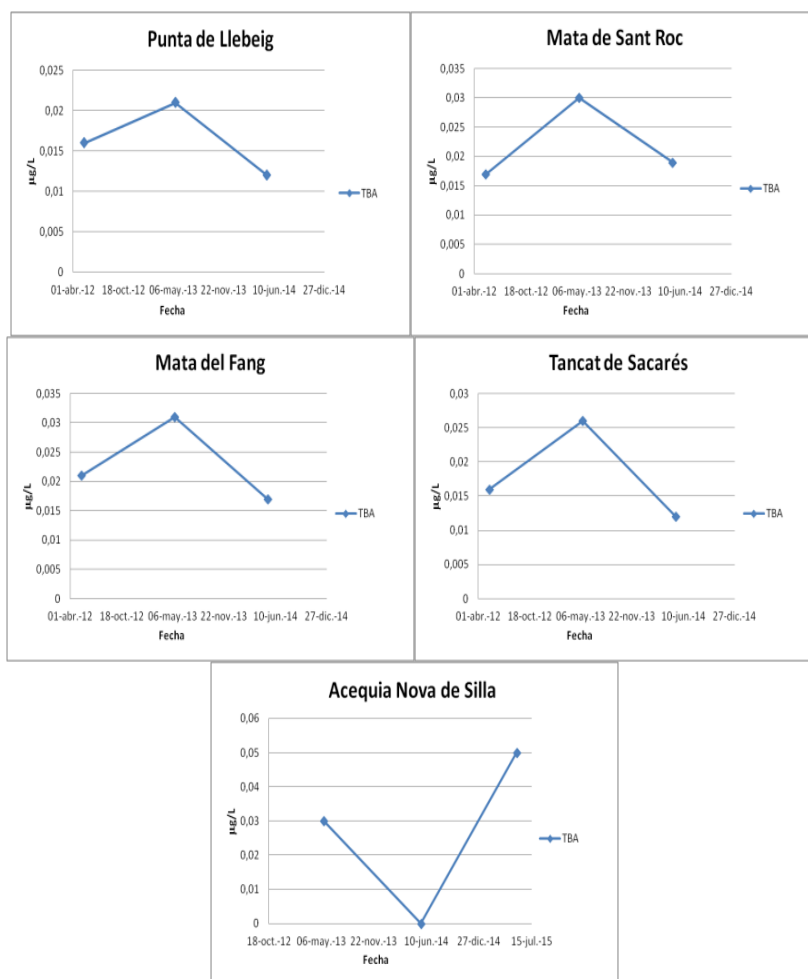 Punta de Llebeig
0,025
0,02
0,015
0,01
0,005
0
µg/L
01-abr.-12 18-oct.-12 06-may.-13 22-nov.-13 10-jun.-14 27-dic.-14
Fecha
TBA
Mata de Sant Roc
0,035
0,03
0,025
0,02
0,015
0,01
0,005
0
µg/L
01-abr.-12 18-oct.-12 06-may.-13 22-nov.-13 10-jun.-14 27-dic.-14
Fecha
TBA
Mata del Fang
0,035
0,03
0,025
0,02
0,015
0,01
0,005
0
µg/L
01-abr.-12 18-oct.-12 06-may.-13 22-nov.-13 10-jun.-14 27-dic.-14
Fecha
TBA
Tancat de Sacarés
0,03
0,025
0,02
0,015
0,01
0,005
0
µg/L
01-abr.-12 18-oct.-12 06-may.-13 22-nov.-13 10-jun.-14 27-dic.-14
Fecha
TBA
Acequia Nova de Silla
0,06
0,05
0,04
0,03
0,02
0,01
0
µg/L
18-oct.-12 06-may.-13 22-nov.-13 10-jun.-14 27-dic.-14 15-jul.-15
Fecha
TBA